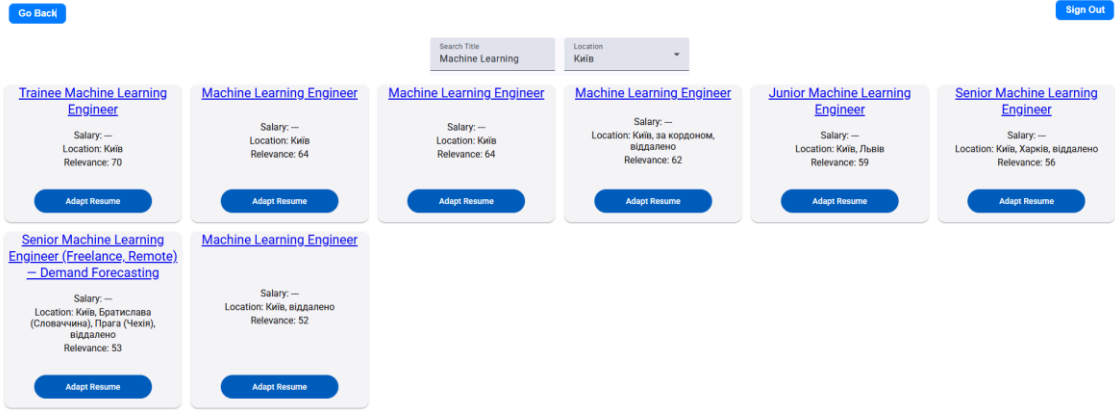 Go Back
Sign Out
Search Title
Machine Learning
Location
Київ
Trainee Machine Learning
Engineer
Salary: ---
Location: Київ
Relevance: 70
Adapt Resume
Machine Learning Engineer
Salary: ---
Location: Київ
Relevance: 64
Adapt Resume
Machine Learning Engineer
Salary: ---
Location: Київ
Relevance: 64
Adapt Resume
Machine Learning Engineer
Salary: ---
Location: Київ, за кордоном,
віддалено
Relevance: 62
Adapt Resume
Junior Machine Learning
Engineer
Salary: ---
Location: Київ, Львів
Relevance: 59
Adapt Resume
Senior Machine Learning
Engineer
Salary: ---
Location: Київ, Харків, віддалено
Relevance: 56
Adapt Resume
Senior Machine Learning
Engineer (Freelance, Remote)
— Demand Forecasting
Salary: ---
Location: Київ, Братислава
(Словаччина), Прага (Чехія),
віддалено
Relevance: 53
Adapt Resume
Machine Learning Engineer
Salary: ---
Location: Київ, віддалено
Relevance: 52
Adapt Resume